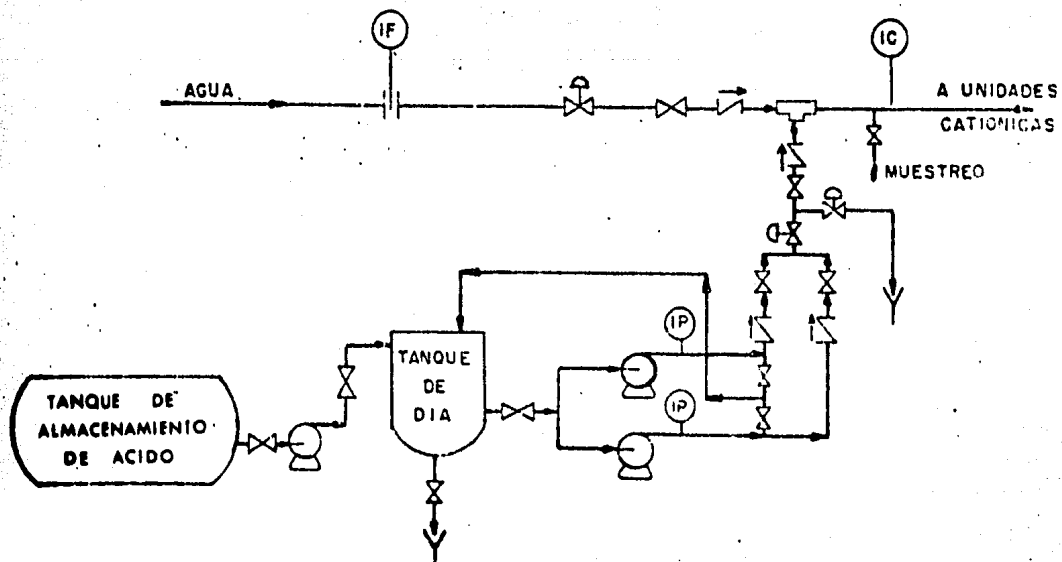 IF
IC
AGUA
A UNIDADES
CATIONICAS
MUESTREO
IP
TANQUE
DE
DIA
IP
TANQUE DE
ALMACENAMIENTO
DE ACIDO